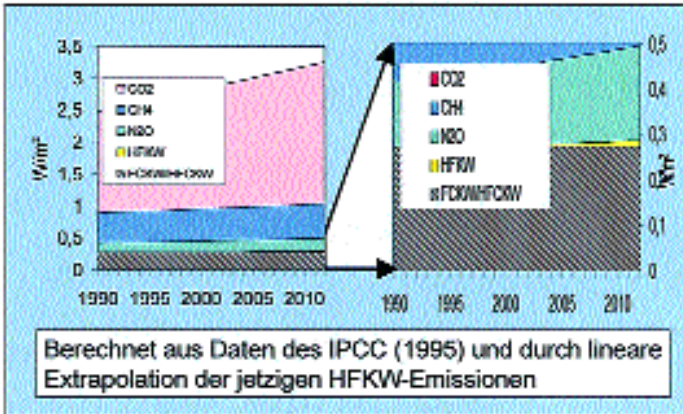 3,5
3
2,5
2
1,5
1
0,5
0
W/m²
CO2
CH4
N2O
HFKW
FCKW/HFCKW
1990 1995 2000 2005 2010
0,5
0,4
0,3
0,2
0,1
0
CO2
CH4
N2O
HFKW
FCKW/HFCKW
1990 1995 2000 2005 2010
Berechnet aus Daten des IPCC (1995) und durch lineare
Extrapolation der jetzigen HFKW-Emissionen